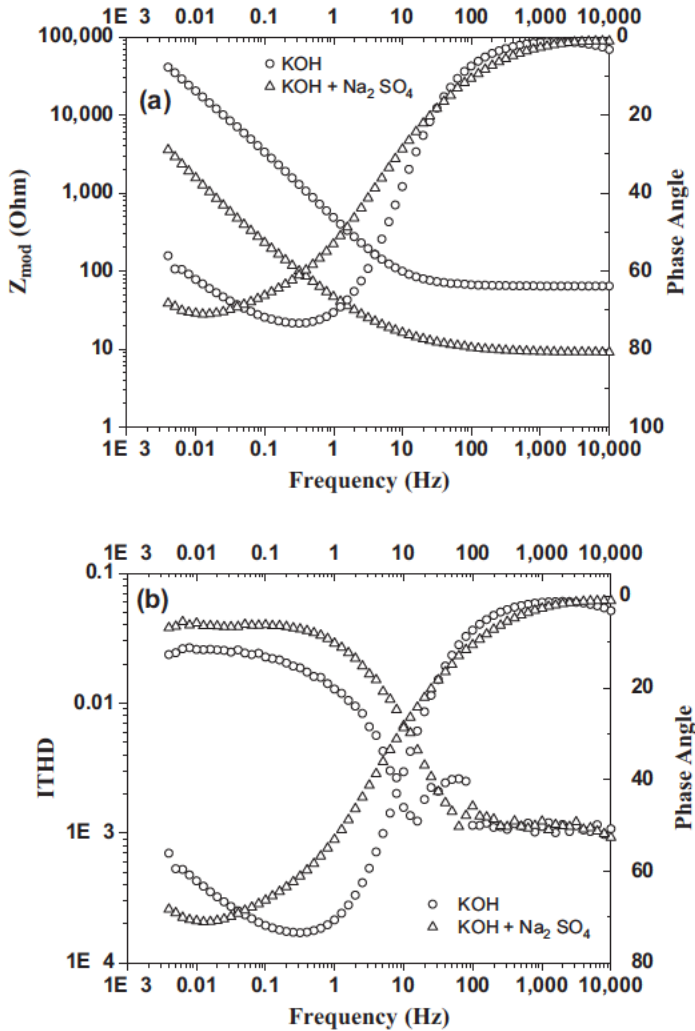 1E 3 0.01 0.1 1 10 100 1,000 10,000
100,000 0
KOH
KOH + Na2 SO4
(a)
10,000 20
1,000 40
100 60
10 80
1 100
Zmod (Ohm)
Phase Angle
1E 3 0.01 0.1 1 10 100 1,000 10,000
Frequency (Hz)
1E 3 0.01 0.1 1 10 100 1,000 10,000
0.1
0
(b)
0.01 20
40
1E 3
60
KOH
KOH + Na2 SO4
1E 4 80
ITHD
Phase Angle
1E 3 0.01 0.1 1 10 100 1,000 10,000
Frequency (Hz)